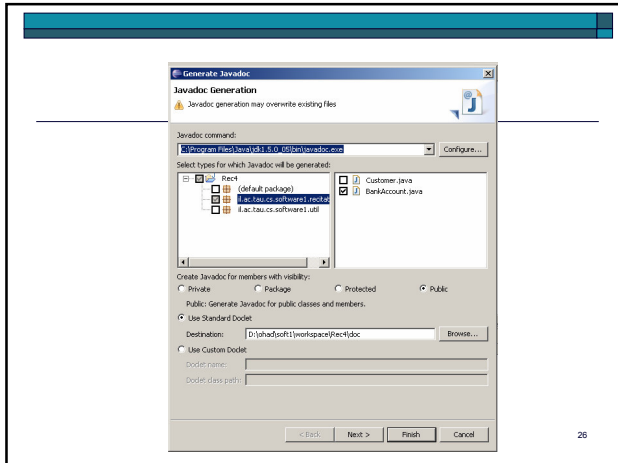 Generate Javadoc
Javadoc Generation
Javadoc generation may overwrite existing files
Javadoc command:
C:\Program Files\Java\jdk1.5.0_05\bin\javadoc.exe
Configure...
Select types for which Javadoc will be generated:
Rec4
(default package)
il.ac.tau.cs.software1.recitat
il.ac.tau.cs.software1.util
Customer.java
BankAccount.java
Create Javadoc for members with visibility:
Private Package Protected Public
Public: Generate Javadoc for public classes and members.
Use Standard Doclet
Destination: D:\ohad\soft1\workspace\Rec4\doc Browse...
Use Custom Doclet
Doclet name:
Doclet class path:
< Back Next > Finish Cancel
26